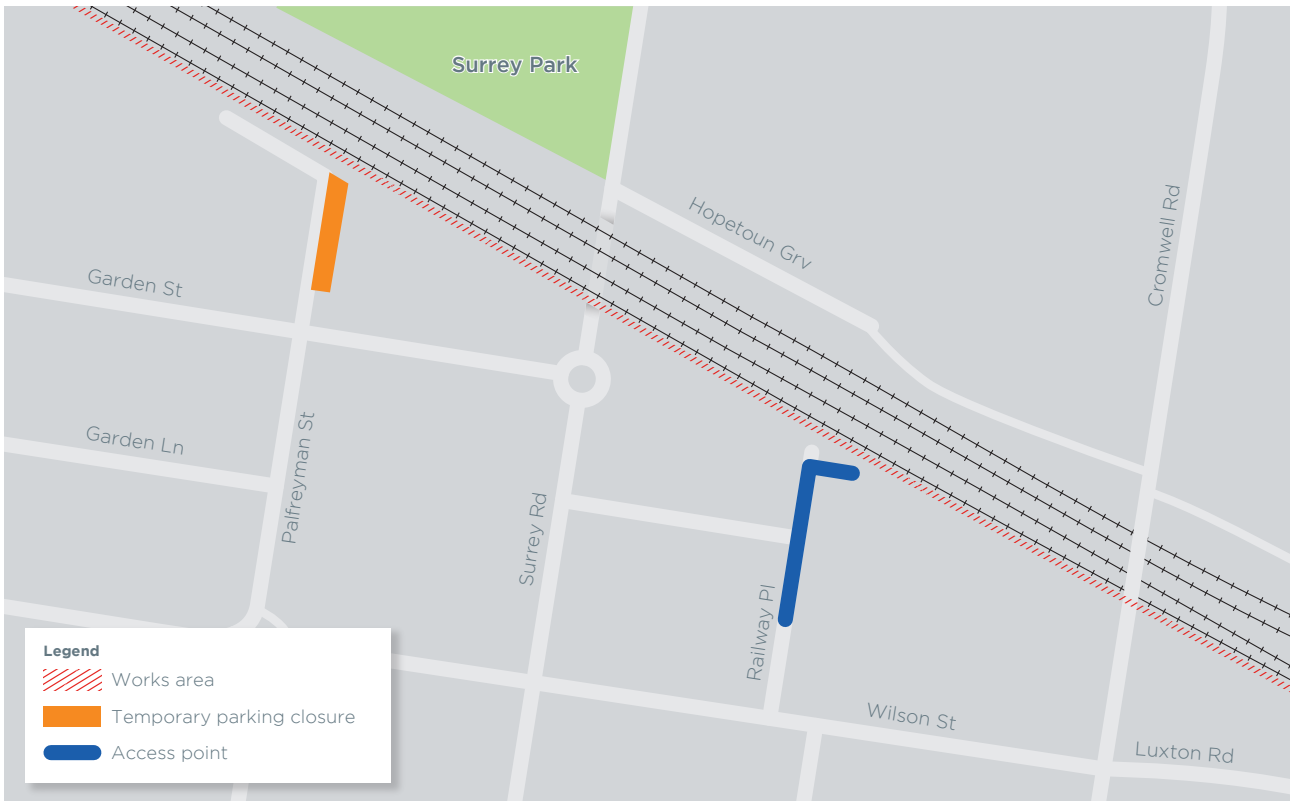 Surrey Park
Hopetoun Grv
Cromwell Rd
Garden St
Garden Ln
Palfreyman St
Surrey Rd
Railway Pl
Wilson St
Luxton Rd
Legend
Works area
Temporary parking closure
Access point